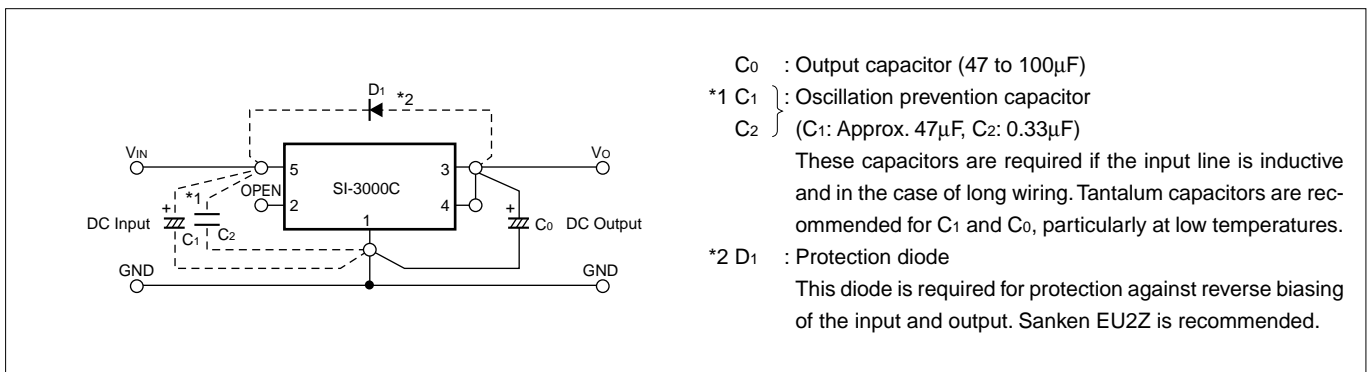 D1
*2
VIN
5
3
VO
SI-3000C
*1
OPEN
2
4
1
+
+
DC Input
C1
C2
C0
DC Output
GND
GND
C0 : Output capacitor (47 to 100µF)
*1 C1 : Oscillation prevention capacitor
C2 (C1: Approx. 47µF, C2: 0.33µF)
These capacitors are required if the input line is inductive
and in the case of long wiring. Tantalum capacitors are rec-
ommended for C1 and C0, particularly at low temperatures.
*2 D1 : Protection diode
This diode is required for protection against reverse biasing
of the input and output. Sanken EU2Z is recommended.